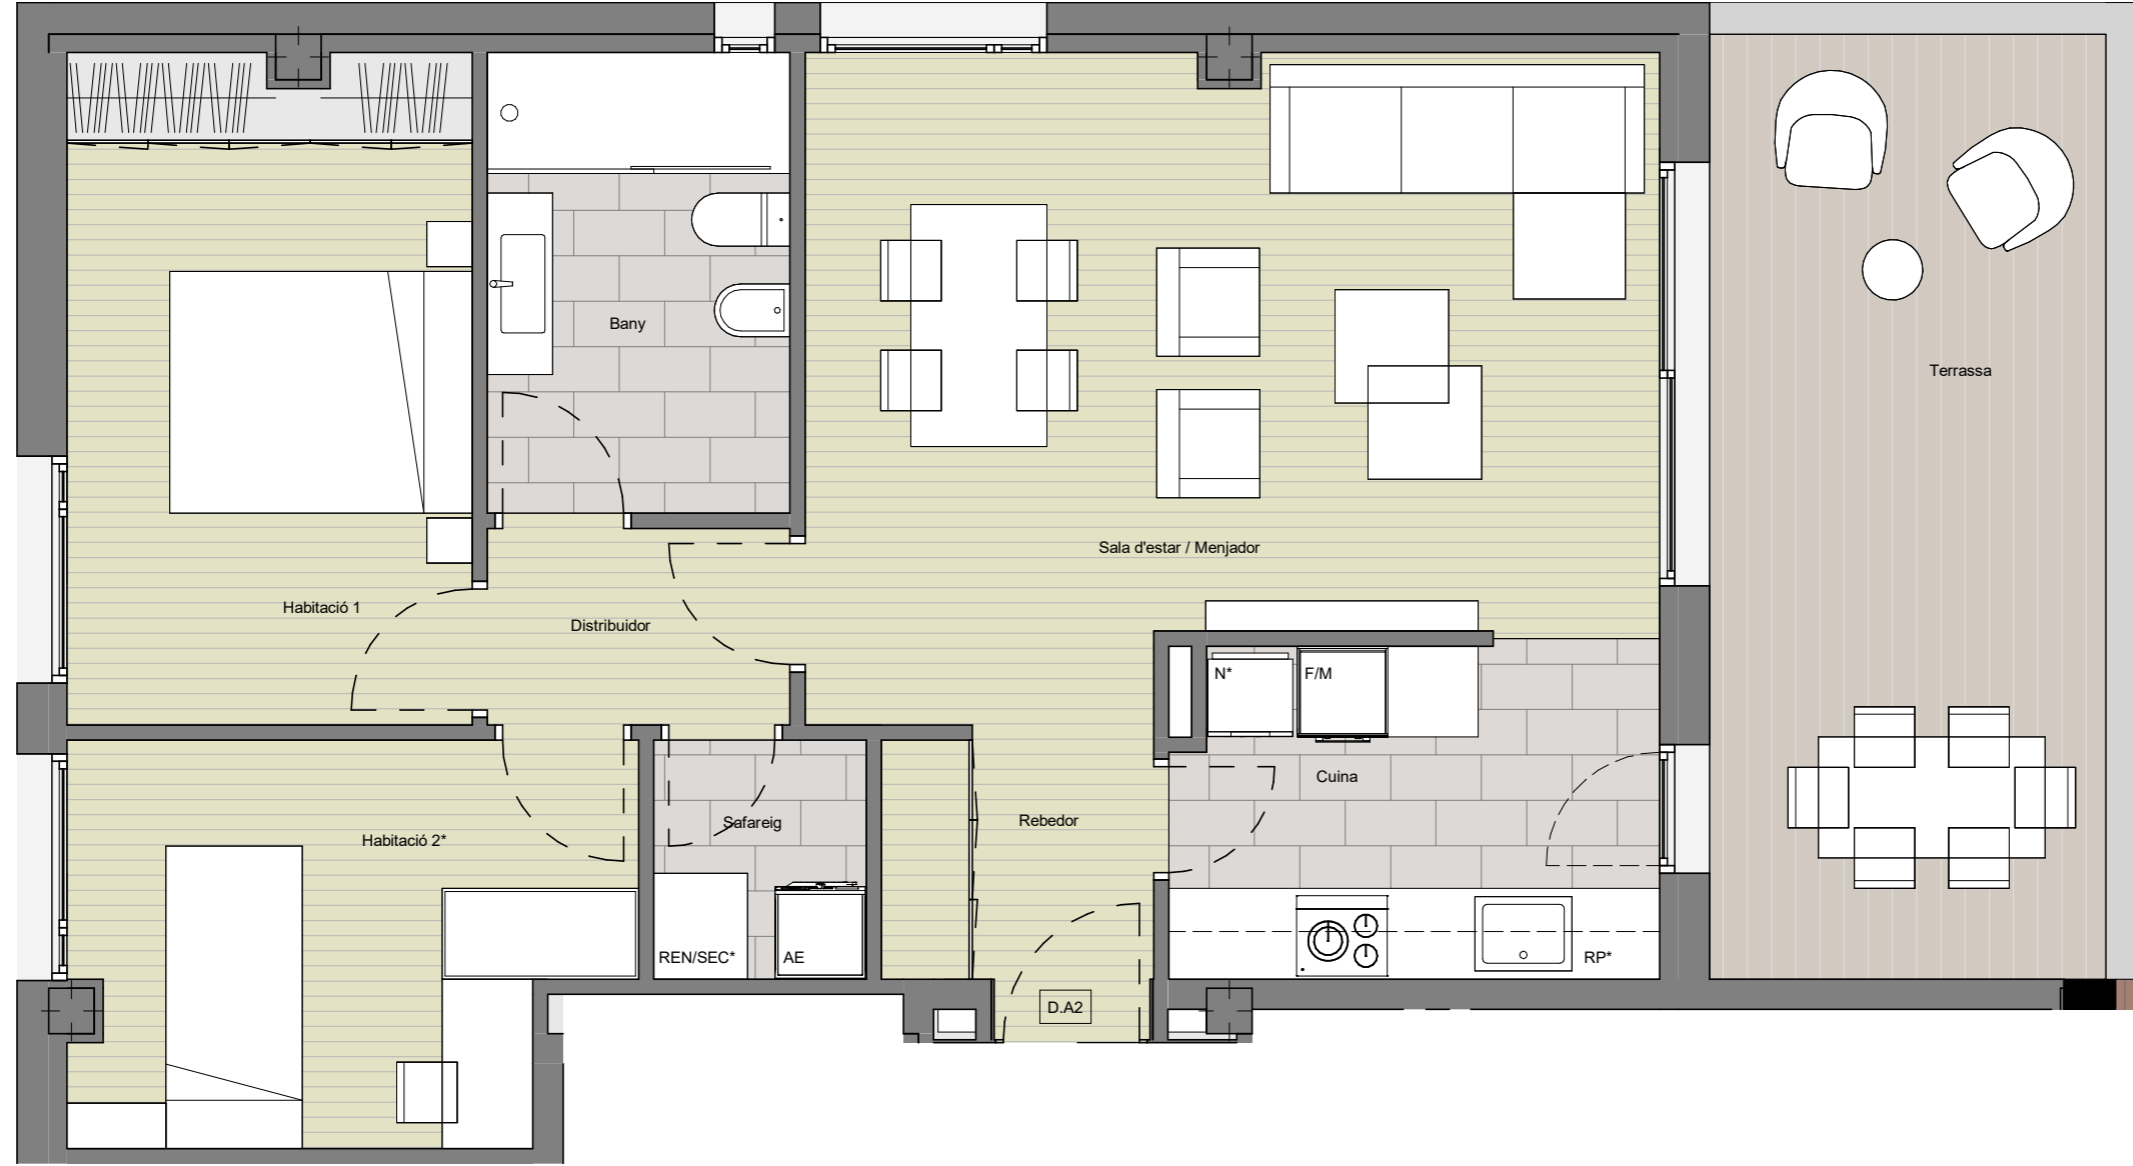 Bany
Terrassa
Sala d'estar / Menjador
Habitació 1
Distribuidor
N*
F/M
Cuina
Rebedor
Safareig
Habitació 2*
REN/SEC*
AE
RP*
D.A2